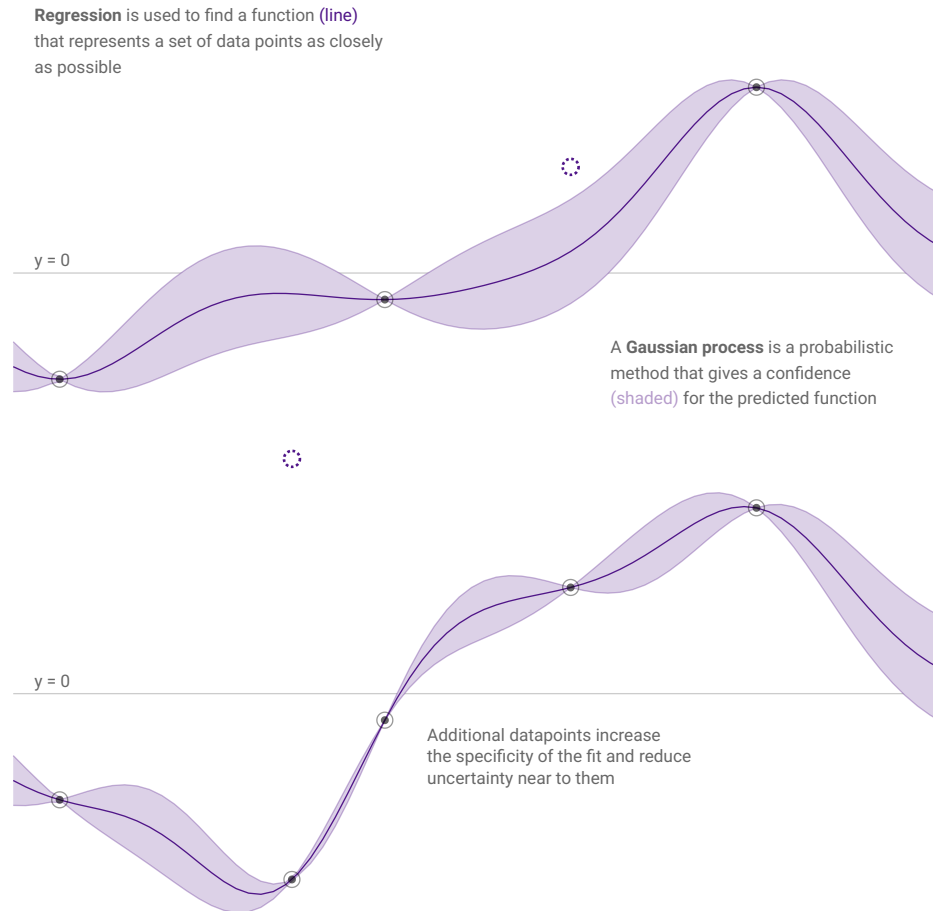 Regression is used to find a function (line)
that represents a set of data points as closely
as possible
y = 0
A Gaussian process is a probabilistic
method that gives a confidence
(shaded) for the predicted function
y = 0
Additional datapoints increase
the specificity of the fit and reduce
uncertainty near to them